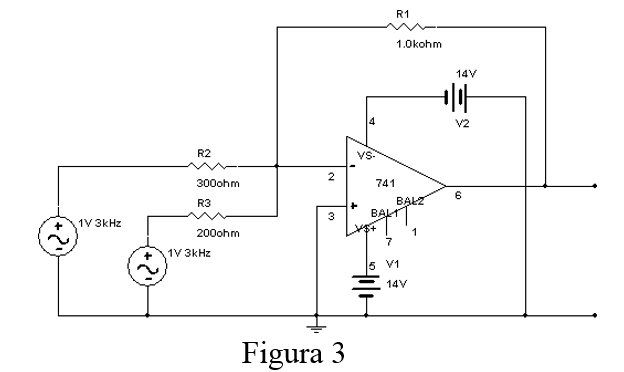 R1
1.0kohm
14V
V2
4
VS-
R2
300ohm
2
-
741
6
R3
200ohm
+
3
BAL2
BAL1
VS+
7
1
+
1V 3kHz
+
1V 3kHz
5
V1
14V
Figura 3